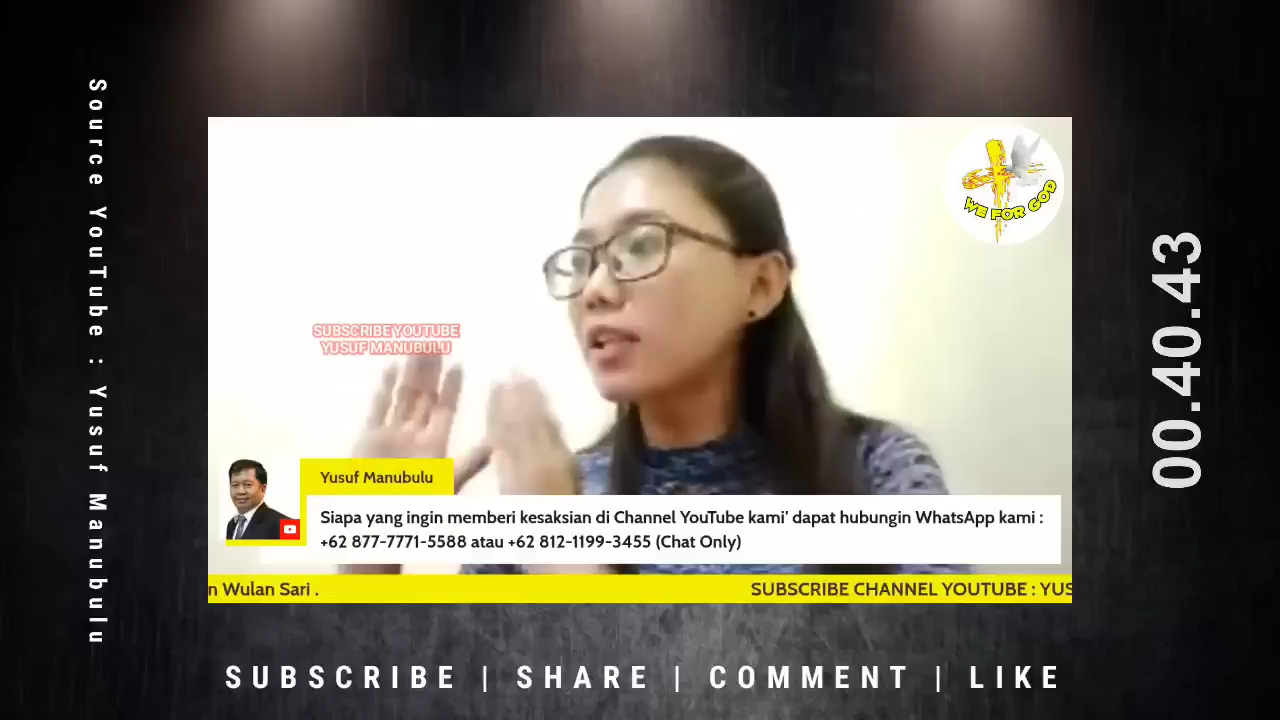 Source YouTube : Yusuf Manubulu
WE FOR GOD
SUBSCRIBE YOUTUBE
YUSUF MANUBULU
00.40.43
Yusuf Manubulu
Siapa yang ingin memberi kesaksian di Channel YouTube kami' dapat hubungin WhatsApp kami :
+62 877-7771-5588 atau +62 812-1199-3455 (Chat Only)
n Wulan Sari . SUBSCRIBE CHANNEL YOUTUBE : YUS
SUBSCRIBE | SHARE | COMMENT | LIKE